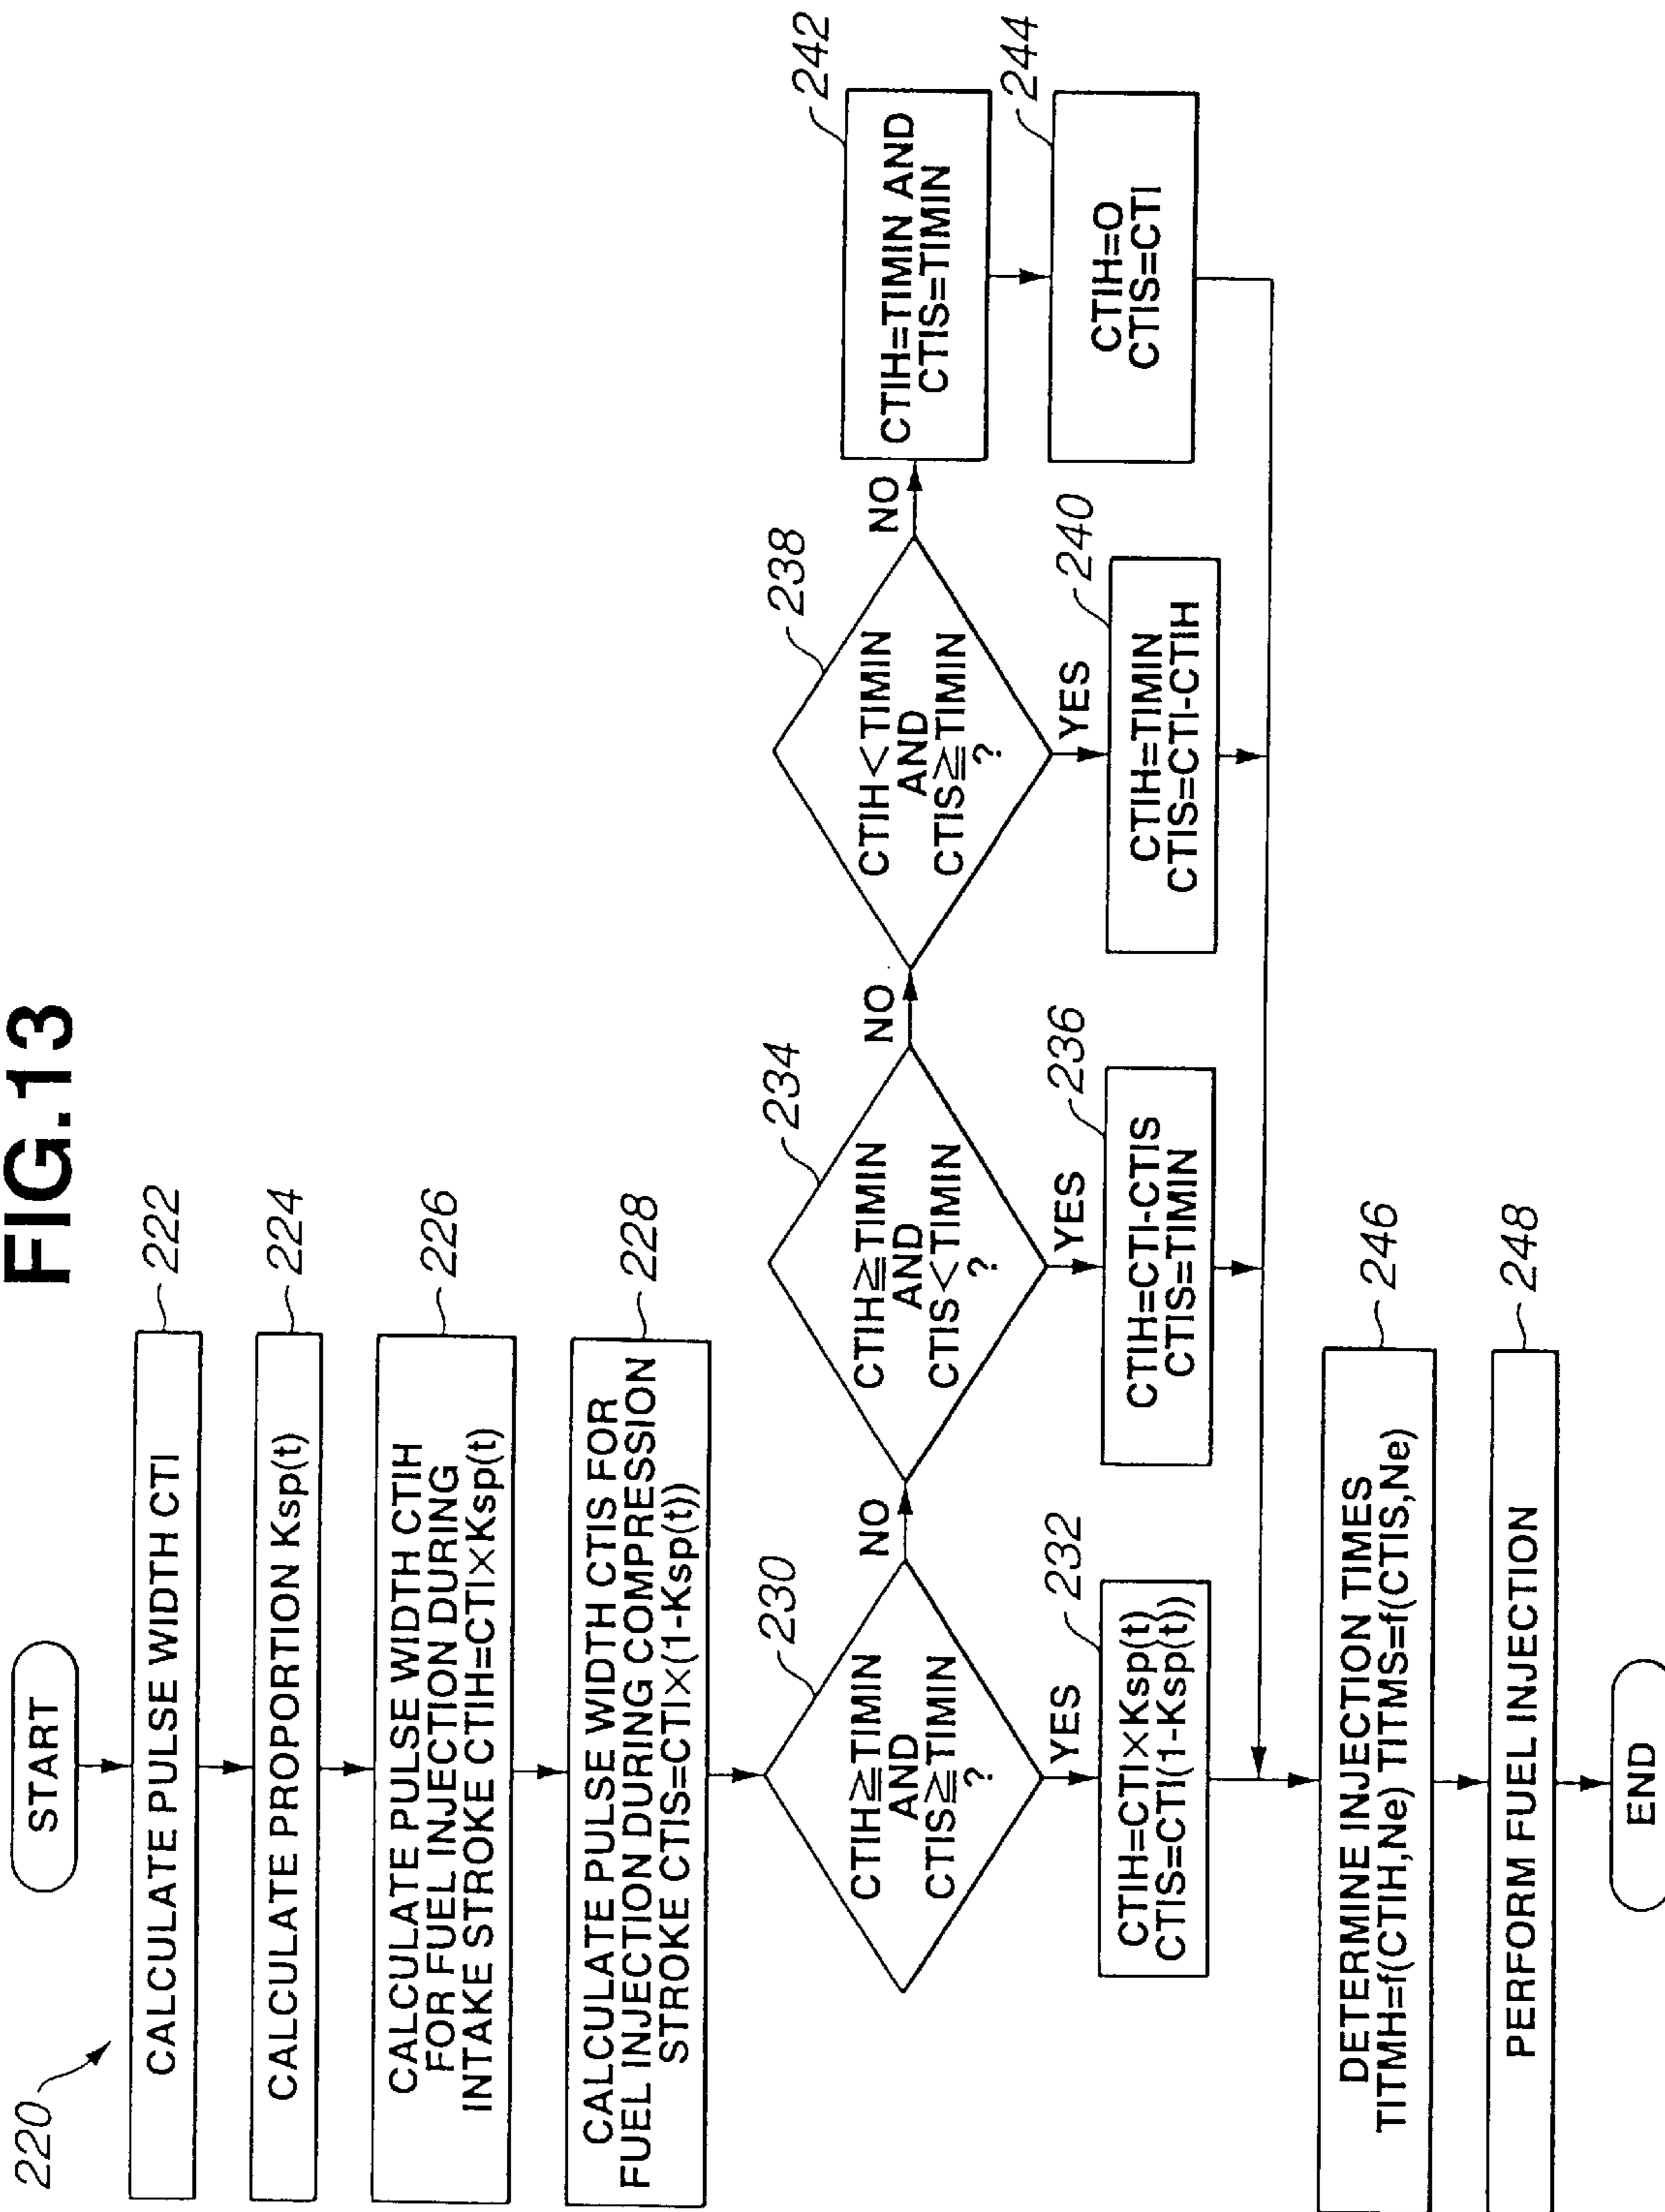 FIG.13
220
START
CALCULATE PULSE WIDTH CTI
222
CALCULATE PROPORTION Ksp(t)
224
CALCULATE PULSE WIDTH CTIH
FOR FUEL INJECTION DURING
INTAKE STROKE CTIH=CTI×Ksp(t)
226
CALCULATE PULSE WIDTH CTIS FOR
FUEL INJECTION DURING COMPRESSION
STROKE CTIS=CTI×(1-Ksp(t))
228
CTIH≧TIMIN
AND
CTIS≧TIMIN
?
230
NO
YES
CTIH=CTI×Ksp(t)
CTIS=CTI(1-Ksp(t))
232
CTIH≧TIMIN
AND
CTIS<TIMIN
?
234
NO
YES
CTIH=CTI-CTIS
CTIS=TIMIN
236
CTIH<TIMIN
AND
CTIS≧TIMIN
?
238
NO
YES
CTIH=TIMIN
CTIS=CTI-CTIH
240
CTIH=TIMIN AND
CTIS=TIMIN
242
CTIH=O
CTIS=CTI
244
DETERMINE INJECTION TIMES
TITMH=f(CTIH,Ne) TITMS=f(CTIS,Ne)
246
PERFORM FUEL INJECTION
248
END